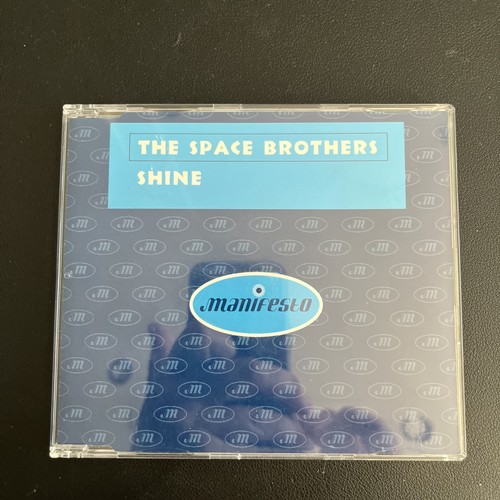 THE SPACE BROTHERS
SHINE
manifesto